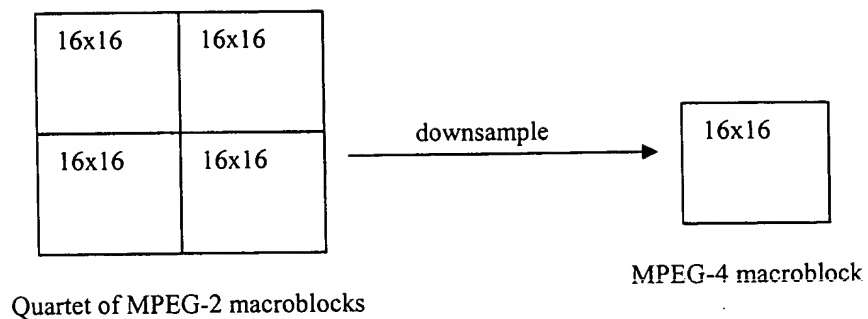 16x16 16x16
16x16 16x16
downsample
16x16
MPEG-4 macroblock
Quartet of MPEG-2 macroblocks